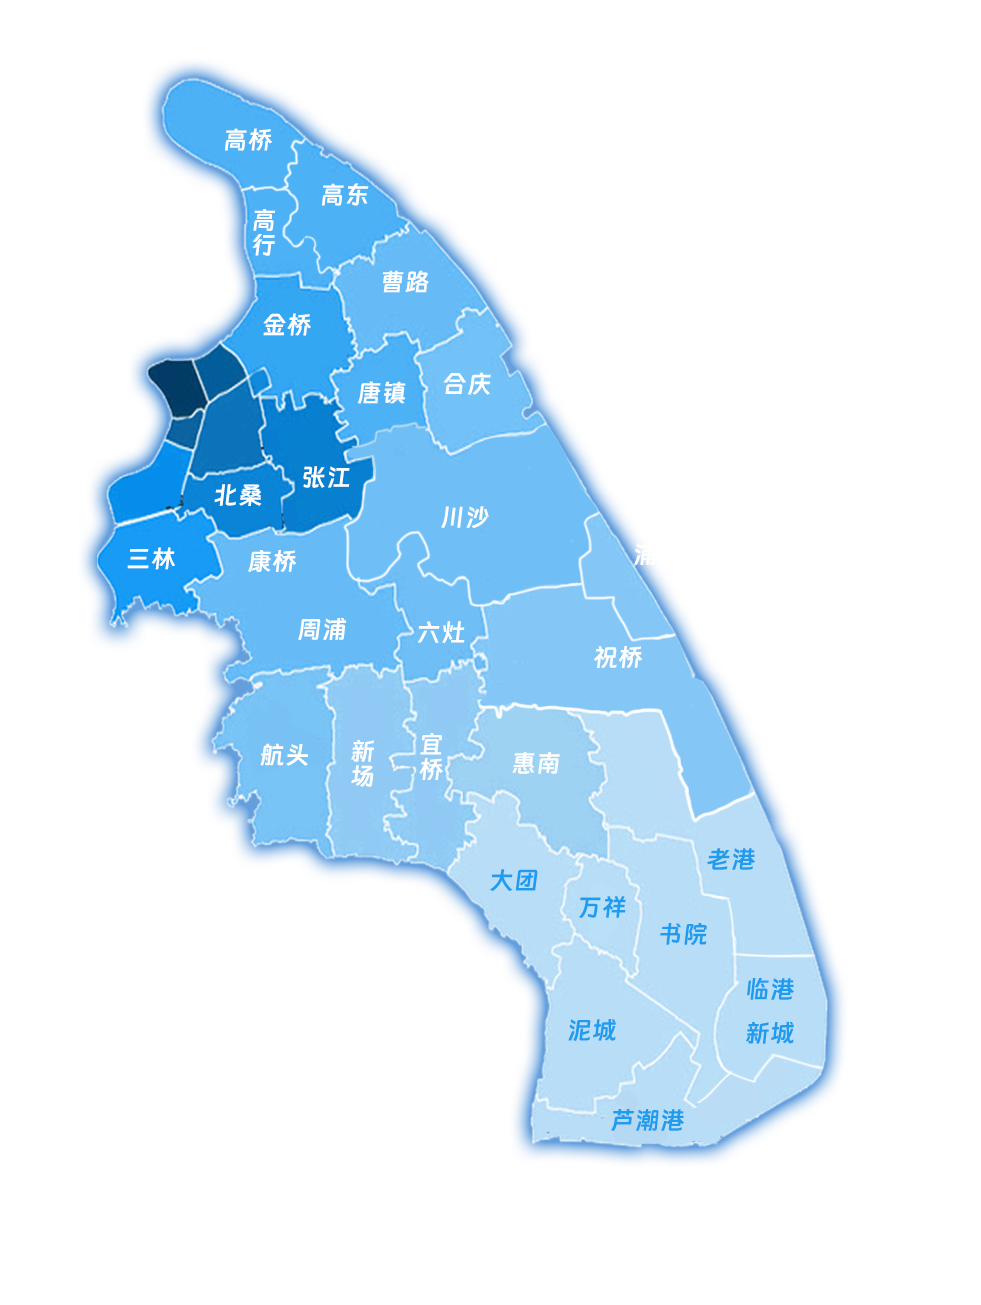 高桥
高东
高
行
曹路
金桥
唐镇
合庆
张江
北桑
川沙
三林
康桥
浦
周浦
六灶
祝桥
航头
新
场
宜
桥
惠南
老港
大团
万祥
书院
临港
新城
泥城
芦潮港